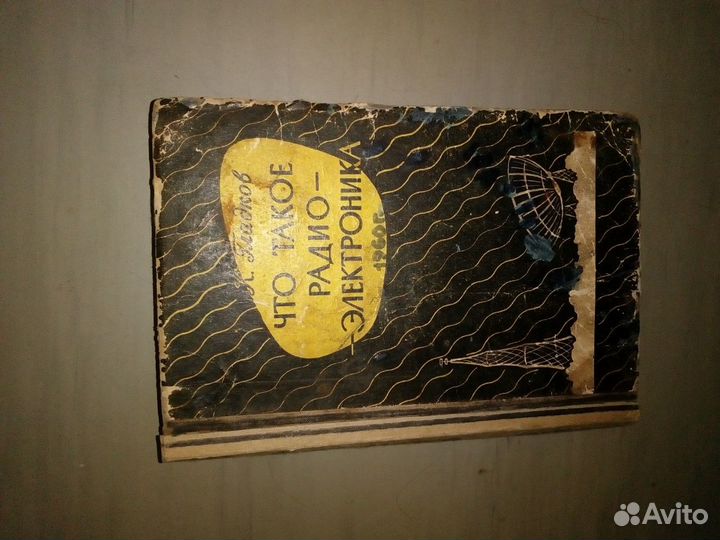 К. Гладков
ЧТО ТАКОЕ
РАДИО-
-ЭЛЕКТРОНИКА
1960г.
Avito